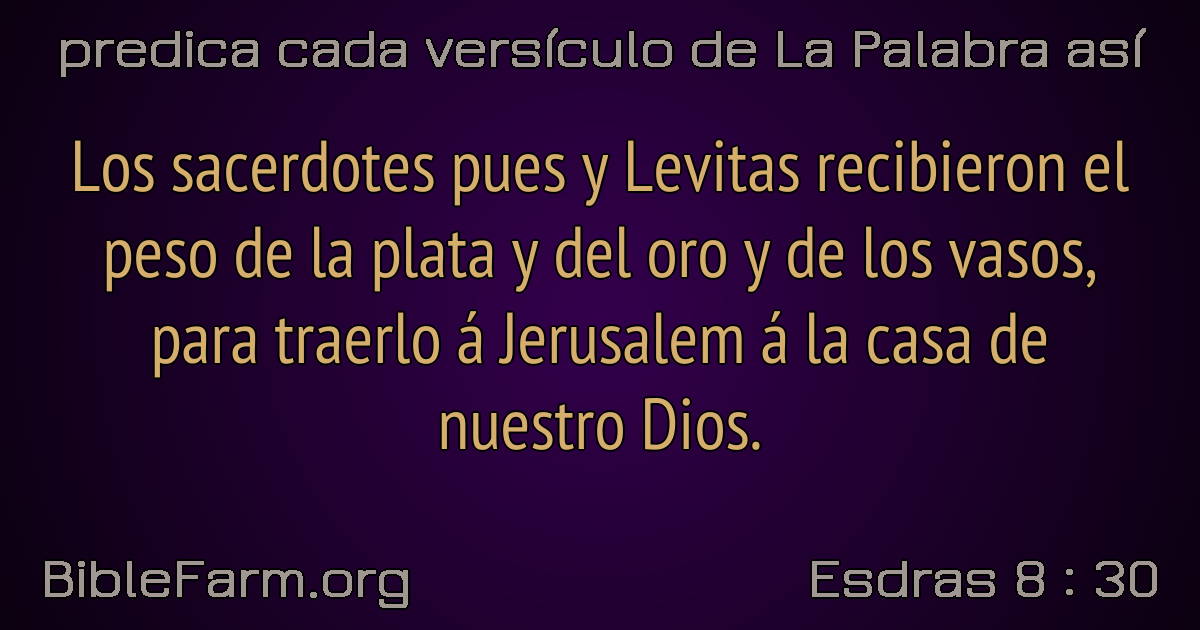 predica cada versículo de La Palabra así
Los sacerdotes pues y Levitas recibieron el
peso de la plata y del oro y de los vasos,
para traerlo á Jerusalem á la casa de
nuestro Dios.
BibleFarm.org
Esdras 8 : 30